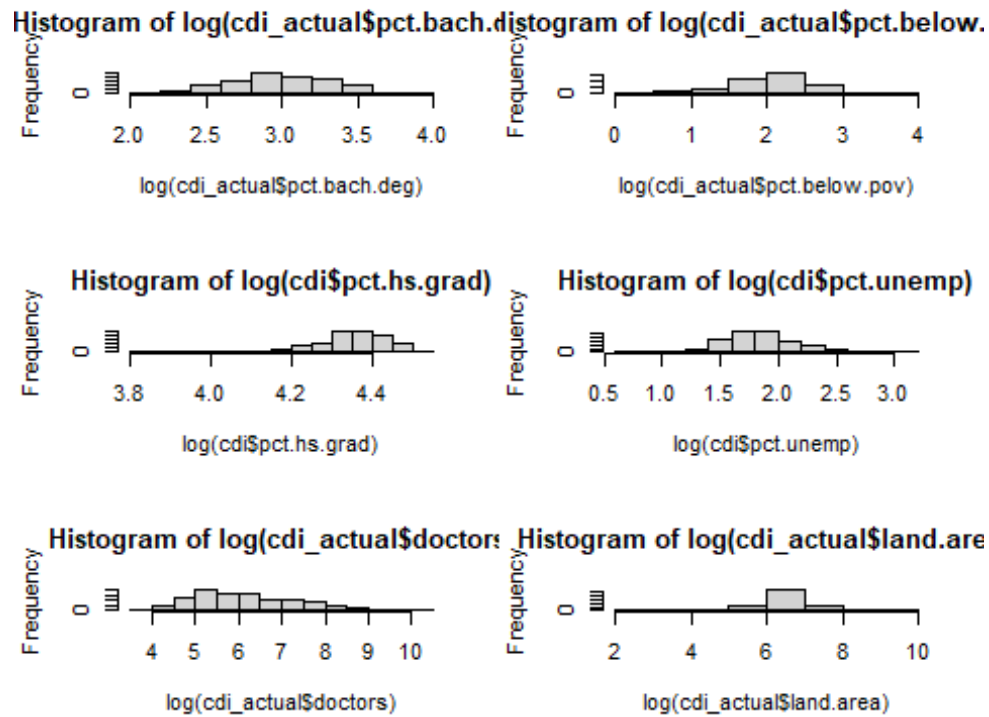 Histogram of log(cdi_actual$pct.bach.d
Frequency
0
2.0 2.5 3.0 3.5 4.0
log(cdi_actual$pct.bach.deg)
istogram of log(cdi_actual$pct.below.
Frequency
0
0 1 2 3 4
log(cdi_actual$pct.below.pov)
Histogram of log(cdi$pct.hs.grad)
Frequency
0
3.8 4.0 4.2 4.4
log(cdi$pct.hs.grad)
Histogram of log(cdi$pct.unemp)
Frequency
0
0.5 1.0 1.5 2.0 2.5 3.0
log(cdi$pct.unemp)
Histogram of log(cdi_actual$doctors
Frequency
0
4 5 6 7 8 9 10
log(cdi_actual$doctors)
Histogram of log(cdi_actual$land.are
Frequency
0
2 4 6 8 10
log(cdi_actual$land.area)